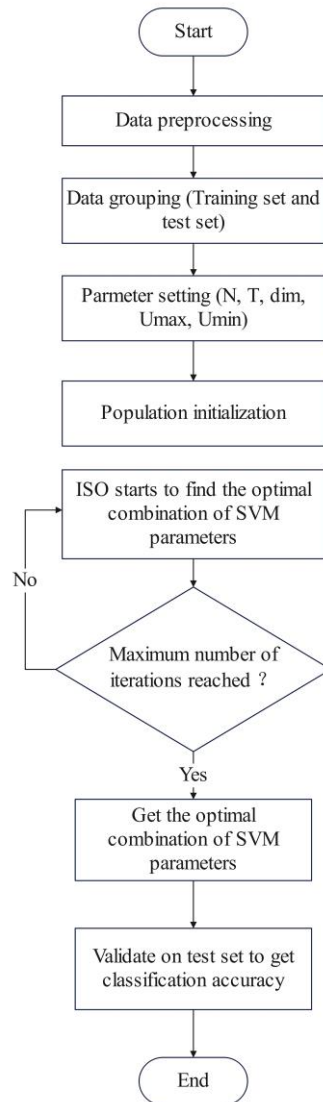 Start
Data preprocessing
Data grouping (Training set and
test set)
Parmeter setting (N, T, dim,
Umax, Umin)
Population initialization
ISO starts to find the optimal
combination of SVM
parameters
No
Maximum number of
iterations reached ?
Yes
Get the optimal
combination of SVM
parameters
Validate on test set to get
classification accuracy
End